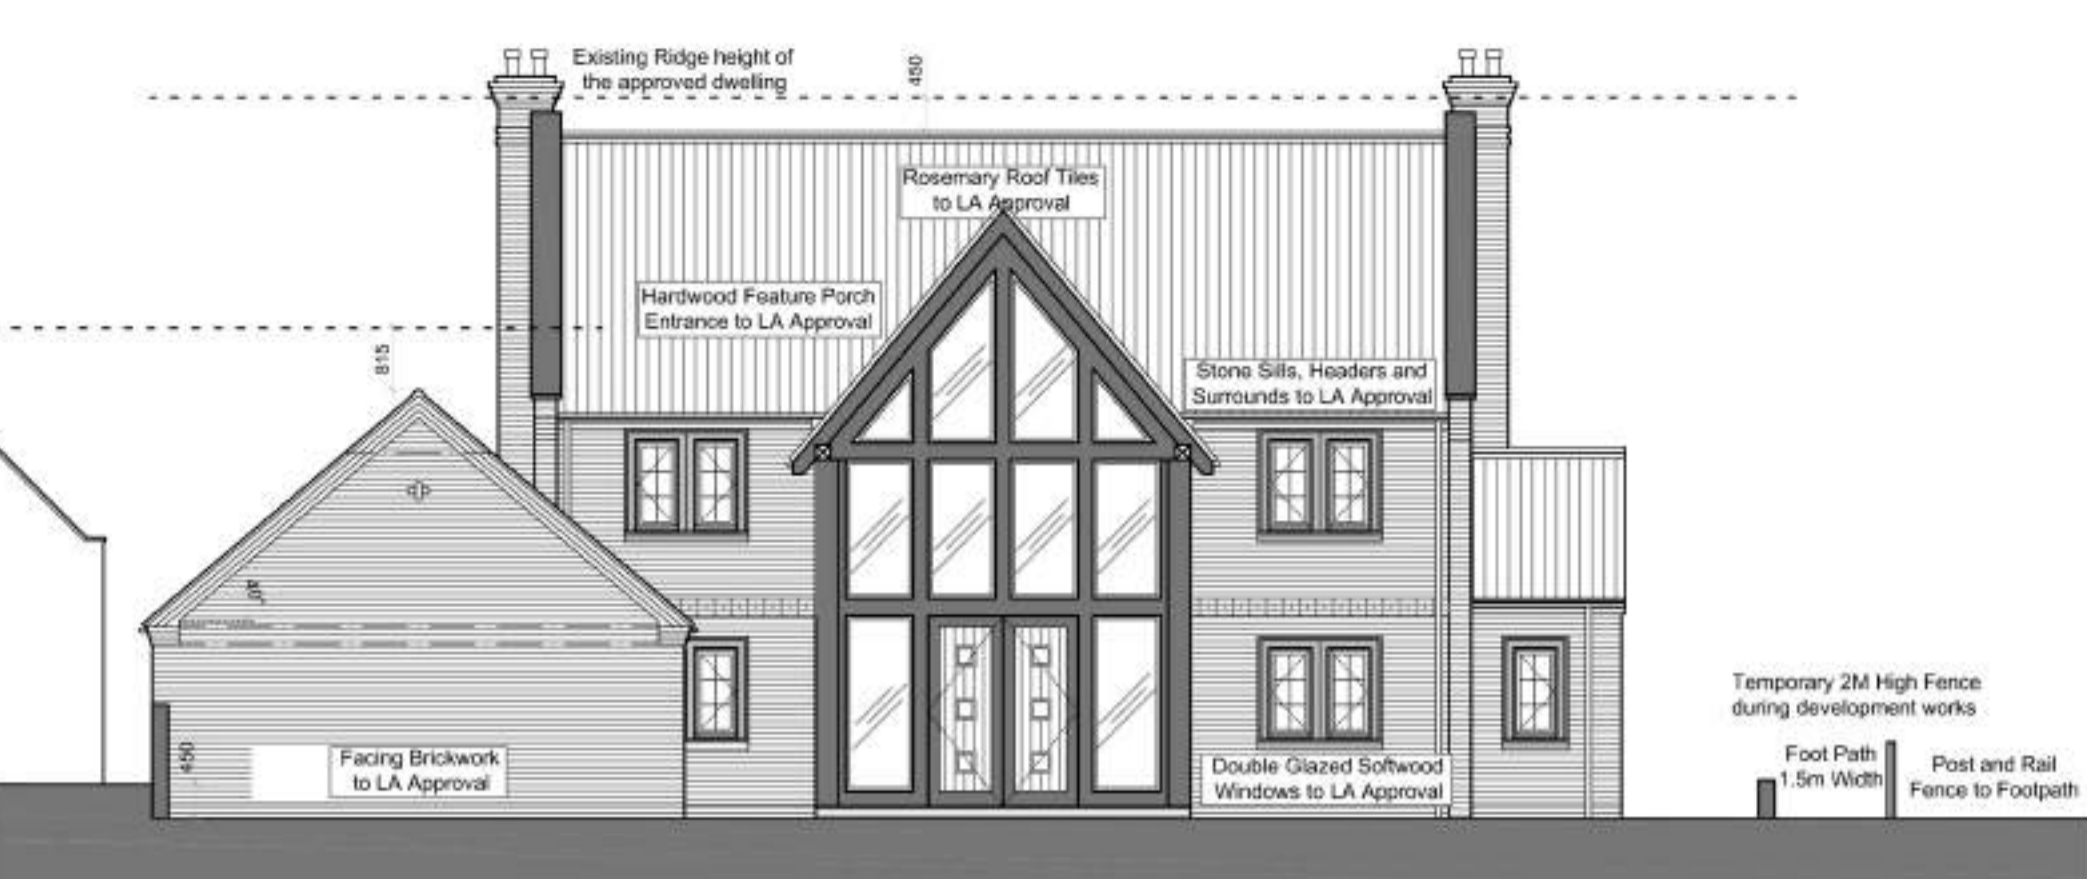 Existing Ridge height of
the approved dwelling
450
Rosemary Roof Tiles
to LA Approval
Hardwood Feature Porch
Entrance to LA Approval
815
Stone Sills, Headers and
Surrounds to LA Approval
40°
450
Facing Brickwork
to LA Approval
Double Glazed Softwood
Windows to LA Approval
Temporary 2M High Fence
during development works
Foot Path
1.5m Width
Post and Rail
Fence to Footpath